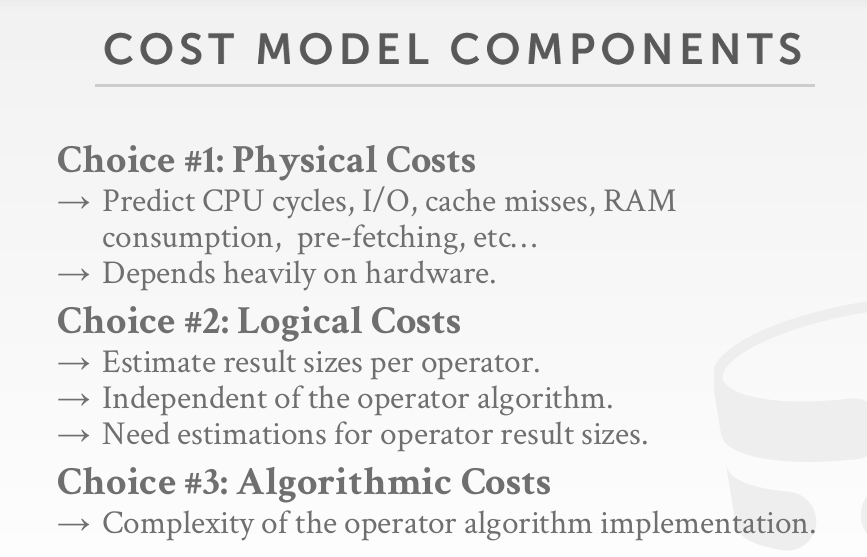 COST MODEL COMPONENTS
Choice #1: Physical Costs
→ Predict CPU cycles, I/O, cache misses, RAM
consumption,  pre-fetching, etc…
→ Depends heavily on hardware.
Choice #2: Logical Costs
→ Estimate result sizes per operator.
→ Independent of the operator algorithm.
→ Need estimations for operator result sizes.
Choice #3: Algorithmic Costs
→ Complexity of the operator algorithm implementation.